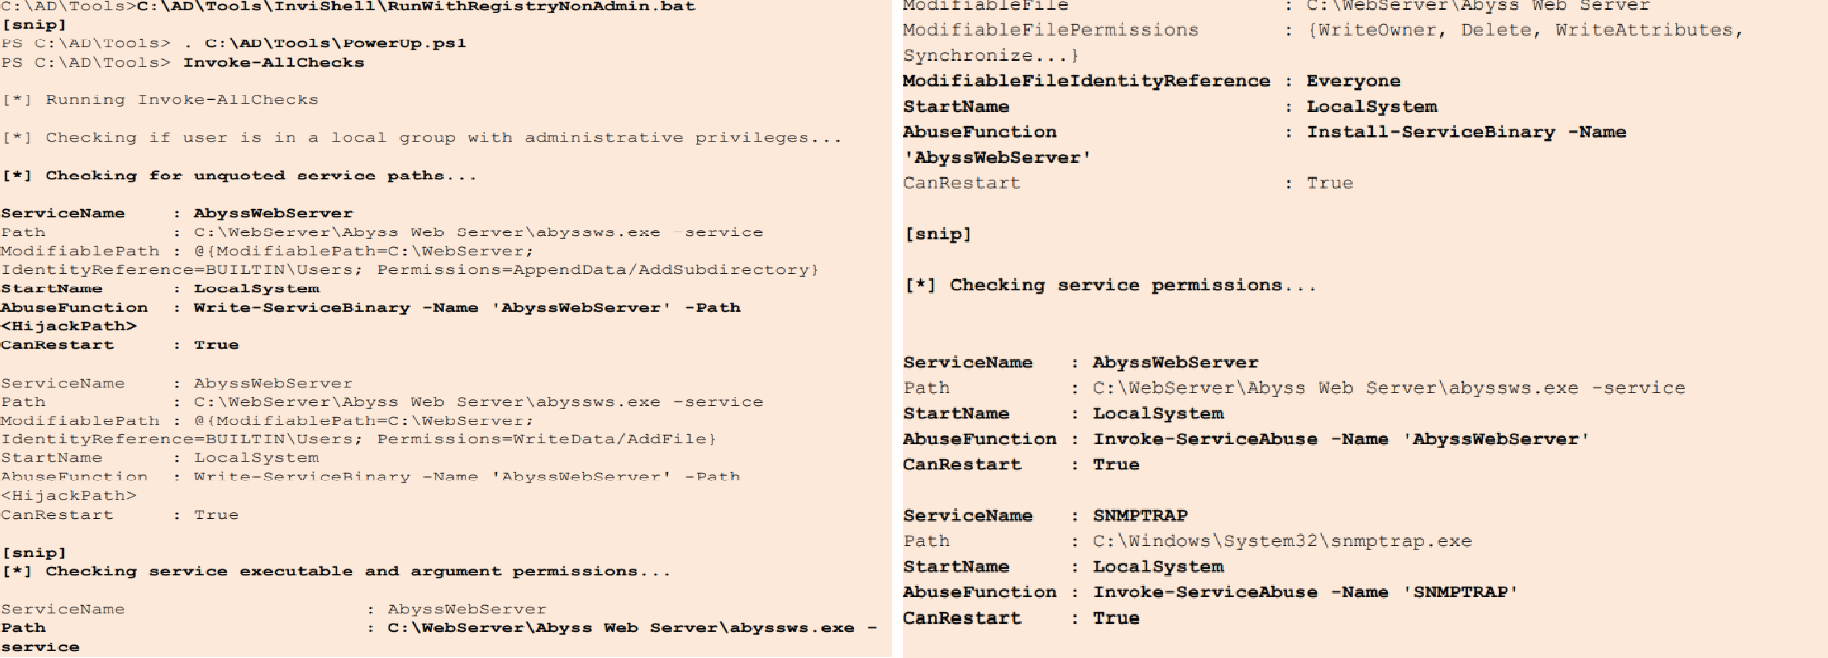 C:\AD\Tools>C:\AD\Tools\InviShell\RunWithRegistryNonAdmin.bat
[snip]
PS C:\AD\Tools> . C:\AD\Tools\PowerUp.ps1
PS C:\AD\Tools> Invoke-AllChecks
[*] Running Invoke-AllChecks
[*] Checking if user is in a local group with administrative privileges...
[*] Checking for unquoted service paths...
ServiceName : AbyssWebServer
Path : C:\WebServer\Abyss Web Server\abyssws.exe -service
ModifiablePath : @{ModifiablePath=C:\WebServer;
IdentityReference=BUILTIN\Users; Permissions=AppendData/AddSubdirectory}
StartName : LocalSystem
AbuseFunction : Write-ServiceBinary -Name 'AbyssWebServer' -Path
<HijackPath>
CanRestart : True
ServiceName : AbyssWebServer
Path : C:\WebServer\Abyss Web Server\abyssws.exe -service
ModifiablePath : @{ModifiablePath=C:\WebServer;
IdentityReference=BUILTIN\Users; Permissions=WriteData/AddFile}
StartName : LocalSystem
AbuseFunction : Write-ServiceBinary -Name 'AbyssWebServer' -Path
<HijackPath>
CanRestart : True
[snip]
[*] Checking service executable and argument permissions...
ServiceName : AbyssWebServer
Path : C:\WebServer\Abyss Web Server\abyssws.exe -
service
ModifiableFile : C:\WebServer\Abyss Web Server
ModifiableFilePermissions : {WriteOwner, Delete, WriteAttributes,
Synchronize...}
ModifiableFileIdentityReference : Everyone
StartName : LocalSystem
AbuseFunction : Install-ServiceBinary -Name
'AbyssWebServer'
CanRestart : True
[snip]
[*] Checking service permissions...
ServiceName : AbyssWebServer
Path : C:\WebServer\Abyss Web Server\abyssws.exe -service
StartName : LocalSystem
AbuseFunction : Invoke-ServiceAbuse -Name 'AbyssWebServer'
CanRestart : True
ServiceName : SNMPTRAP
Path : C:\Windows\System32\snmptrap.exe
StartName : LocalSystem
AbuseFunction : Invoke-ServiceAbuse -Name 'SNMPTRAP'
CanRestart : True